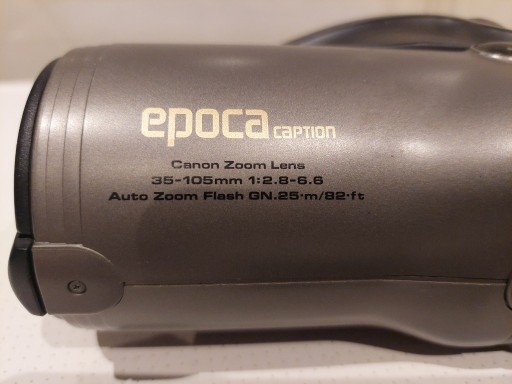 epoca CAPTION
Canon Zoom Lens
35-105mm 1:2.8-6.6
Auto Zoom Flash GN.25·m/82·ft